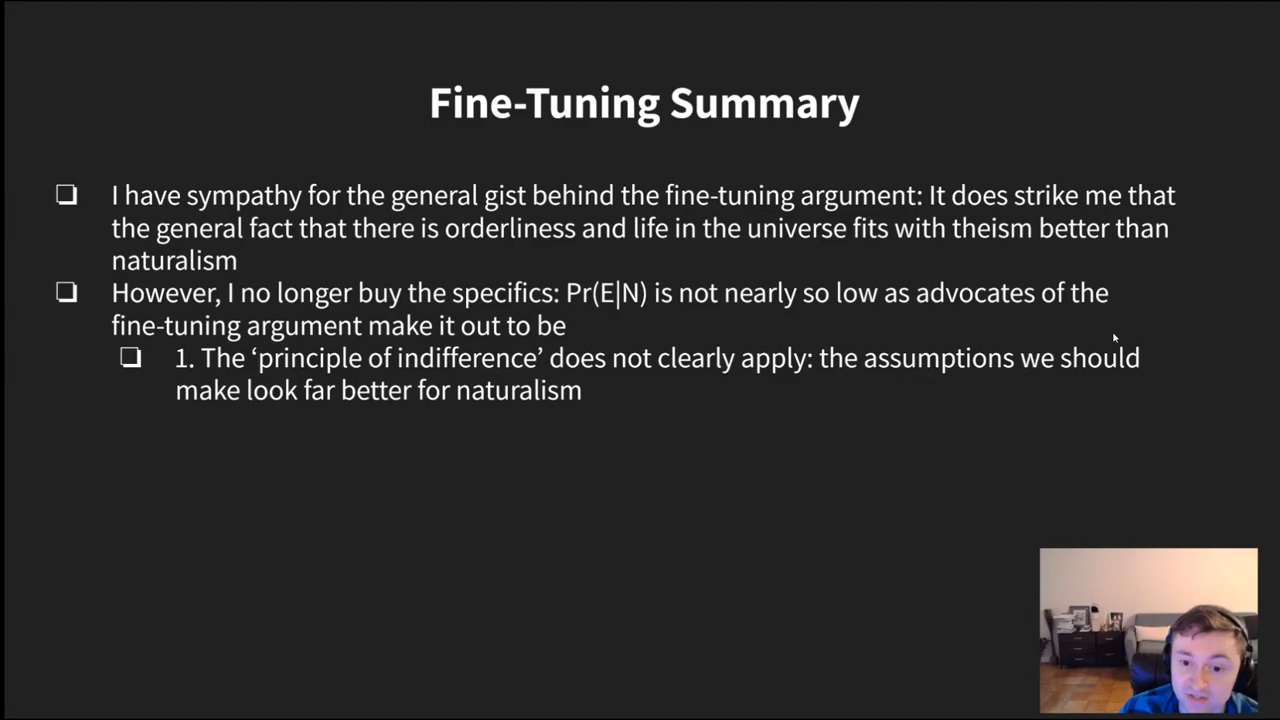 Fine-Tuning Summary
❏ I have sympathy for the general gist behind the fine-tuning argument: It does strike me that
the general fact that there is orderliness and life in the universe fits with theism better than
naturalism
❏ However, I no longer buy the specifics: Pr(E|N) is not nearly so low as advocates of the
fine-tuning argument make it out to be
❏ 1. The ‘principle of indifference’ does not clearly apply: the assumptions we should
make look far better for naturalism